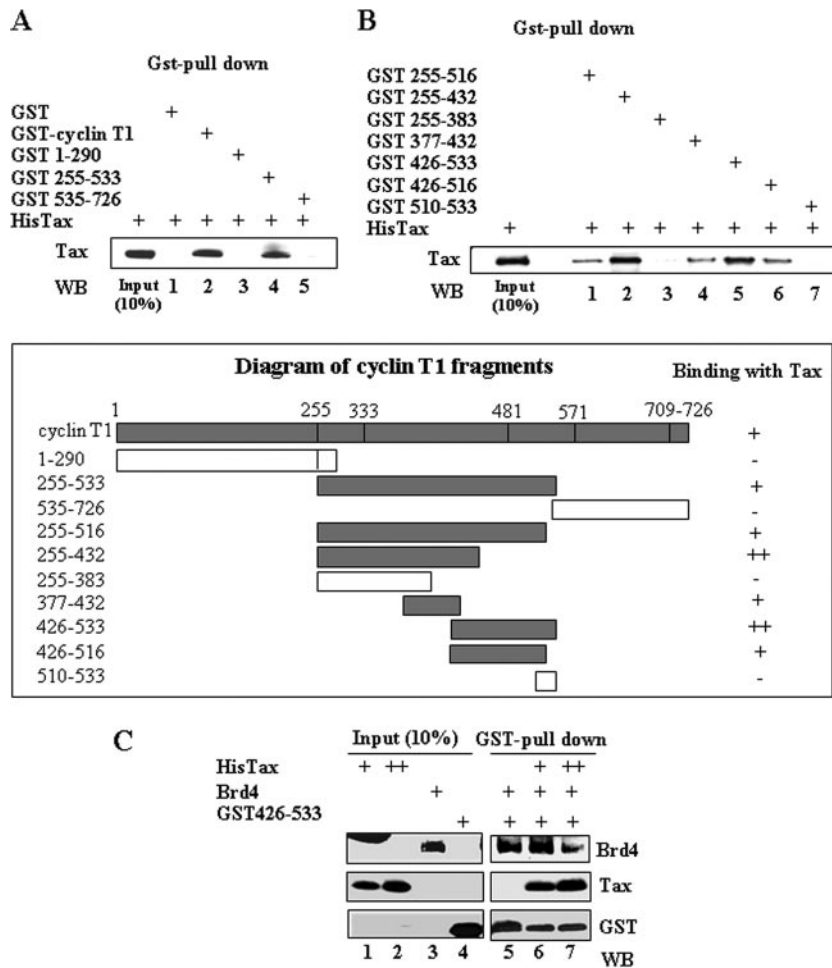 A
Gst-pull down
GST +
GST-cyclin T1 +
GST 1-290 +
GST 255-533 +
GST 535-726 +
HisTax + + + + + +
Tax
WB Input (10%) 1 2 3 4 5
B
Gst-pull down
GST 255-516 +
GST 255-432 +
GST 255-383 +
GST 377-432 +
GST 426-533 +
GST 426-516 +
GST 510-533 +
HisTax + + + + + + + +
Tax
WB Input (10%) 1 2 3 4 5 6 7
Diagram of cyclin T1 fragments Binding with Tax
1 255 333 481 571 709-726
cyclin T1 +
1-290 -
255-533 +
535-726 -
255-516 +
255-432 ++
255-383 -
377-432 +
426-533 ++
426-516 +
510-533 -
C
Input (10%) GST-pull down
HisTax + ++ + ++
Brd4 + + + +
GST426-533 + + + +
Brd4
Tax
GST
1 2 3 4 5 6 7 WB